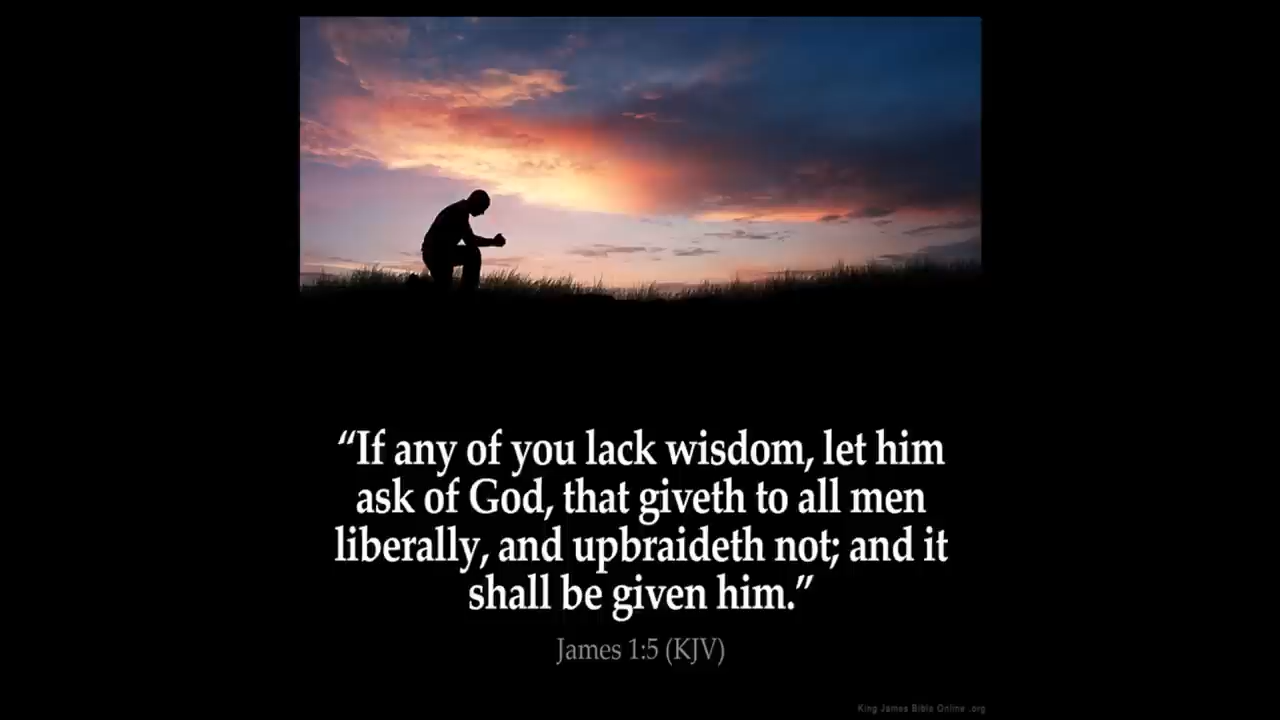 “If any of you lack wisdom, let him
ask of God, that giveth to all men
liberally, and upbraideth not; and it
shall be given him.”
James 1:5 (KJV)
King James Bible Online .org